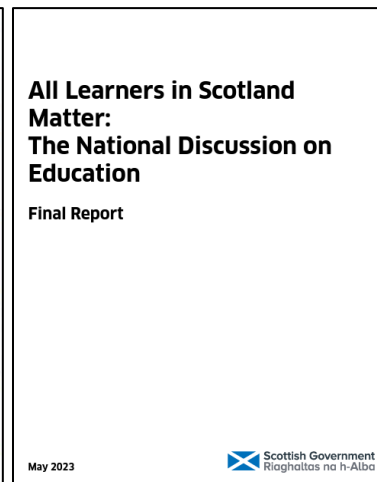 All Learners in Scotland
Matter:
The National Discussion on
Education
Final Report
May 2023
Scottish Government
Riaghaltas na h-Alba